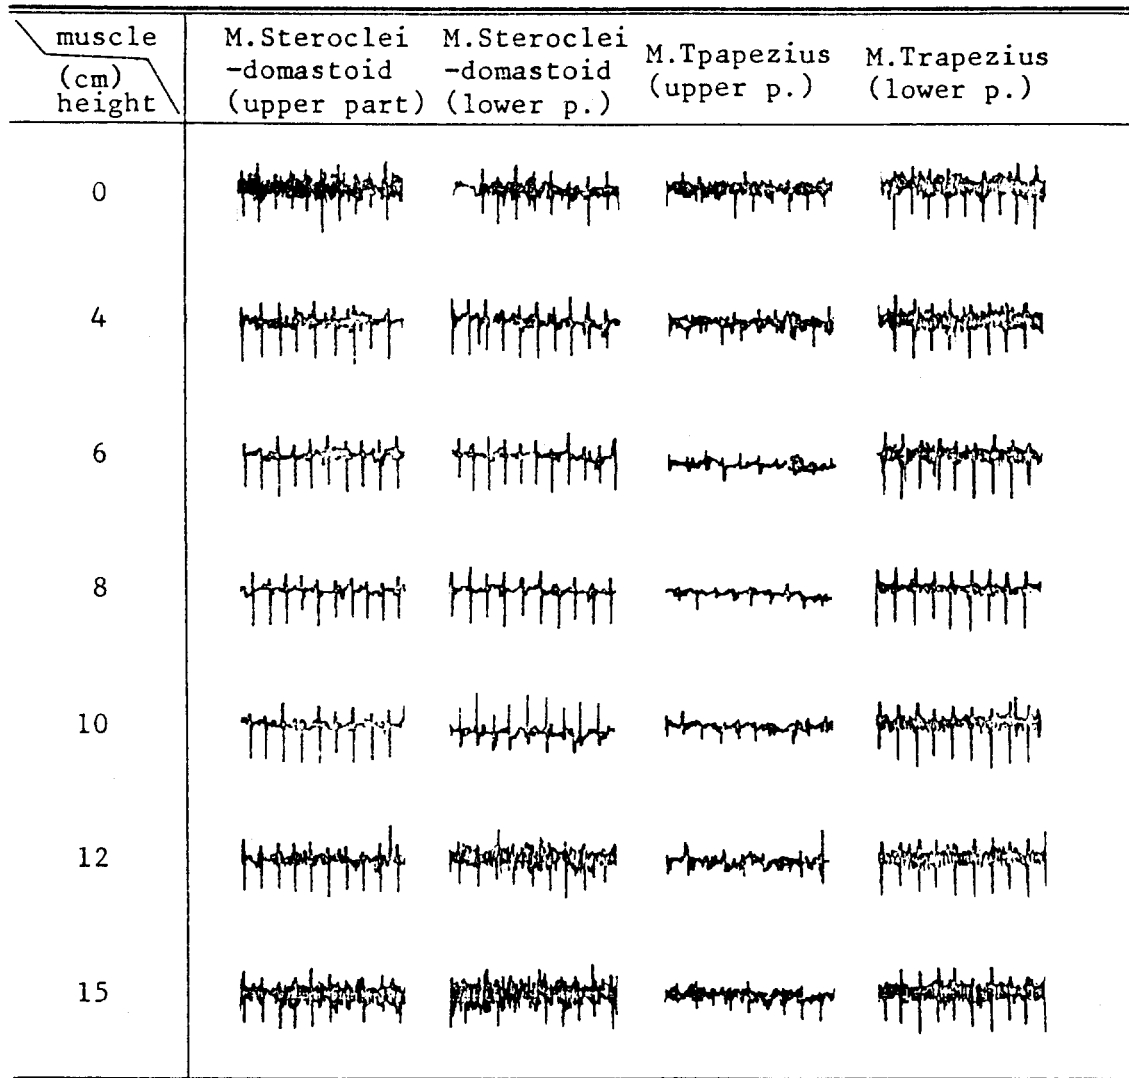 muscle
(cm)
height
M.Steroclei
-domastoid
(upper part)
M.Steroclei
-domastoid
(lower p.)
M.Tpapezius
(upper p.)
M.Trapezius
(lower p.)
0
4
6
8
10
12
15